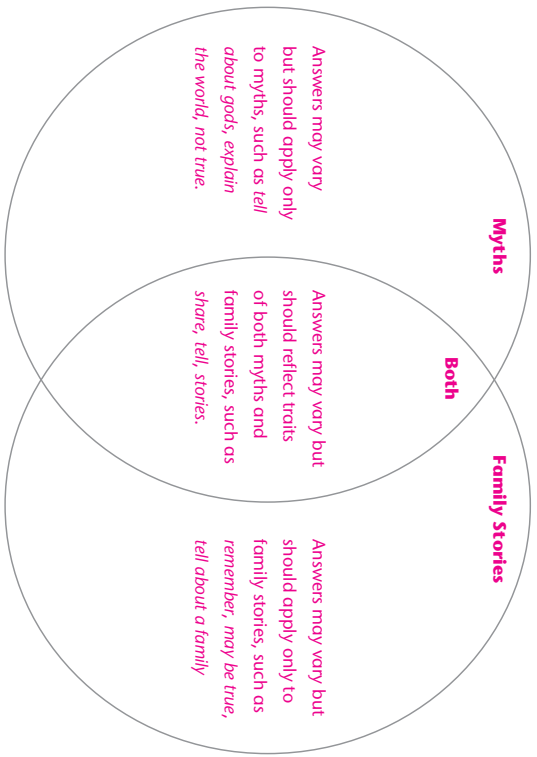 Myths
Answers may vary
but should apply only
to myths, such as tell
about gods, explain
the world, not true.
Both
Answers may vary but
should reflect traits
of both myths and
family stories, such as
share, tell, stories.
Family Stories
Answers may vary but
should apply only to
family stories, such as
remember, may be true,
tell about a family